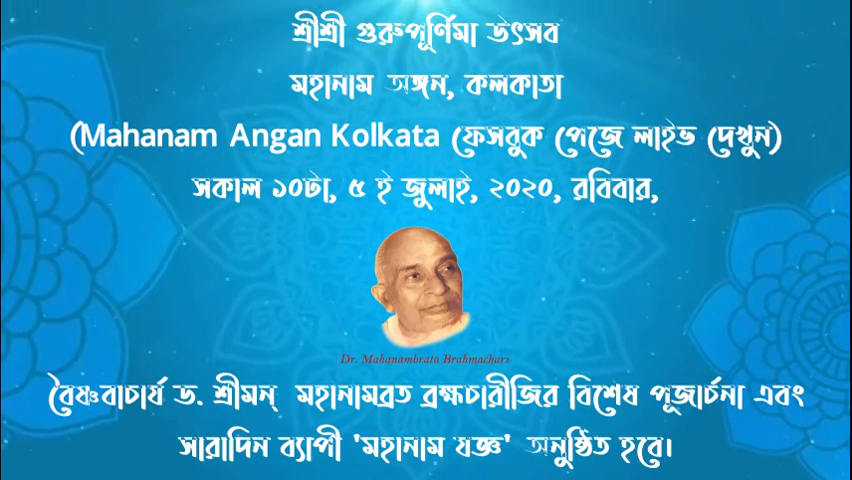 শ্রীশ্রী গুরুপূর্ণিমা উৎসব
মহানাম অঙ্গন, কলকাতা
(Mahanam Angan Kolkata ফেসবুক পেজে লাইভ দেখুন)
সকাল ১০টা, ৫ ই জুলাই, ২০২০, রবিবার,
Dr. Mahanambrata Brahmachari
বৈষ্ণবাচার্য ড. শ্রীমন্ মহানামব্রত ব্রহ্মচারীজির বিশেষ পূজার্চনা এবং
সারাদিন ব্যাপী 'মহানাম যজ্ঞ' অনুষ্ঠিত হবে।